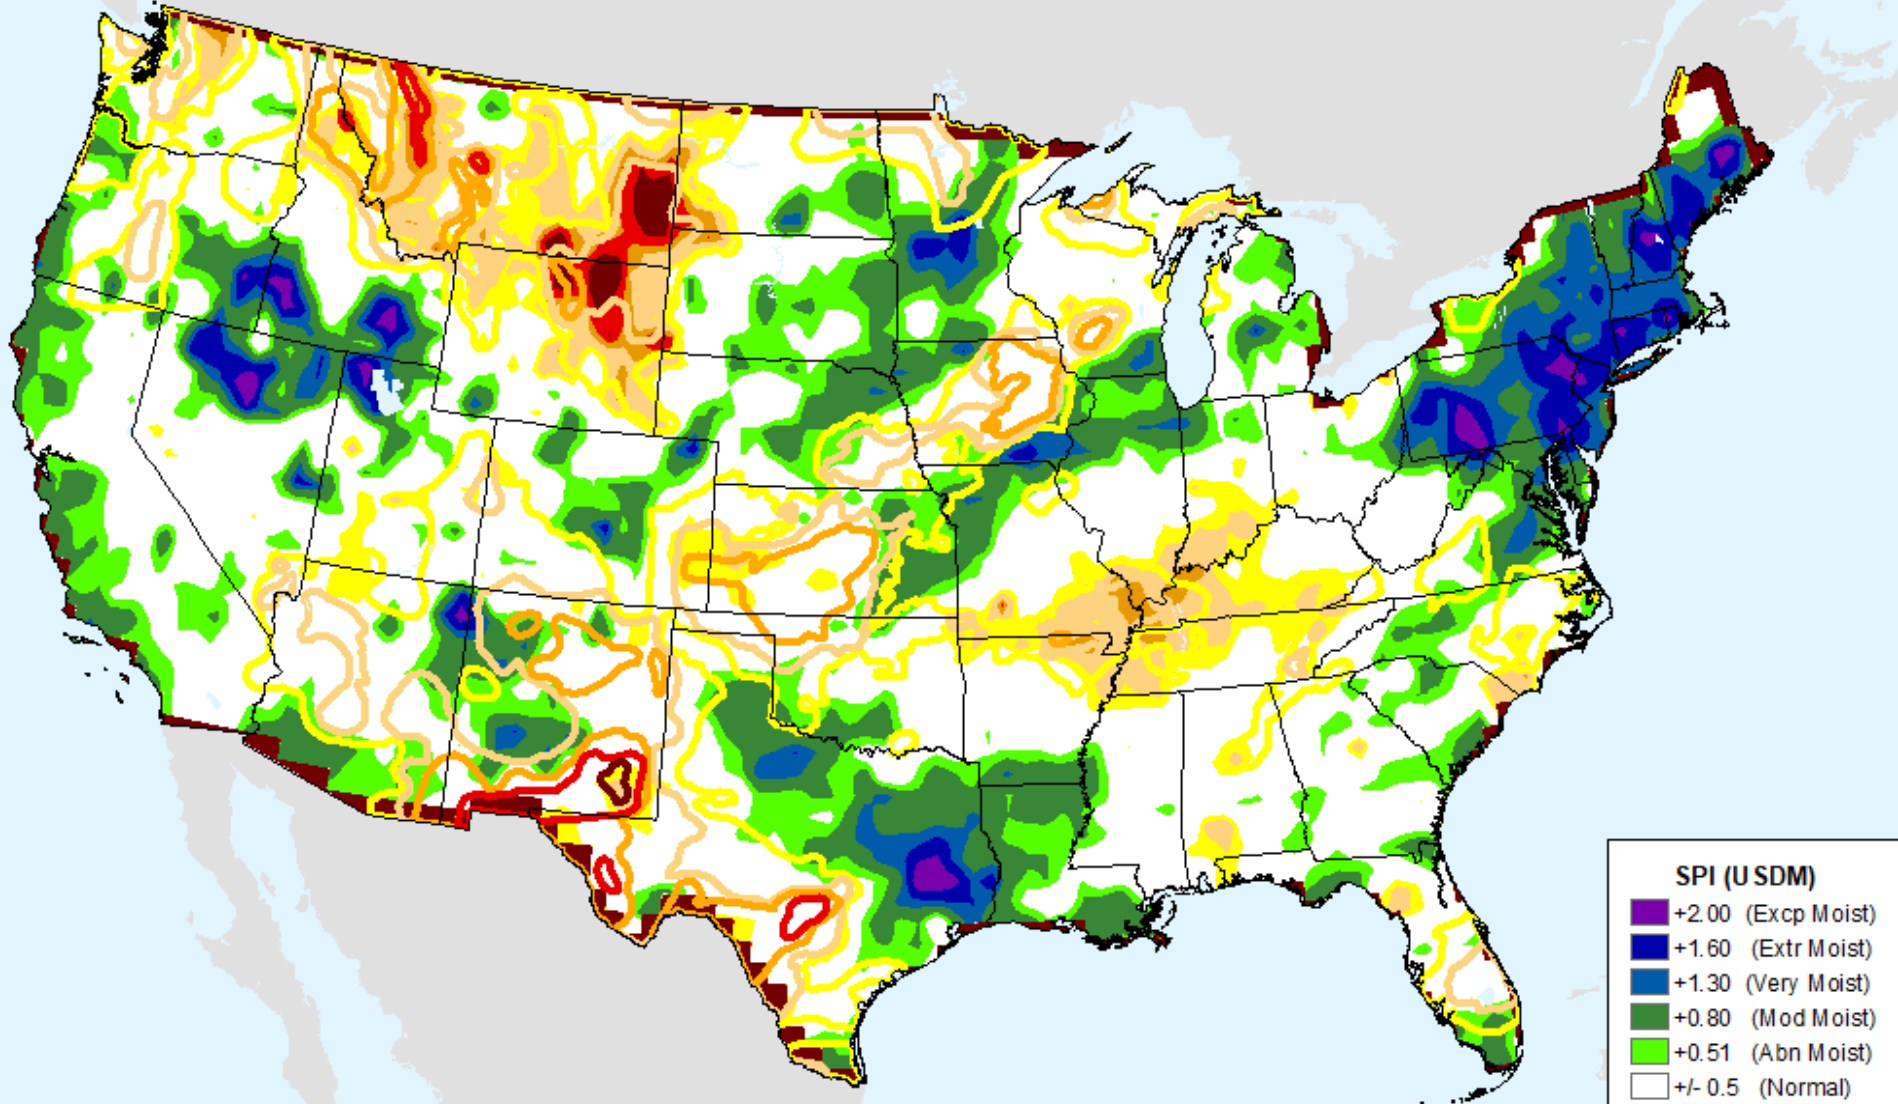 SPI (USDM)
+2.00 (Excp Moist)
+1.60 (Extr Moist)
+1.30 (Very Moist)
+0.80 (Mod Moist)
+0.51 (Abn Moist)
+/- 0.5 (Normal)